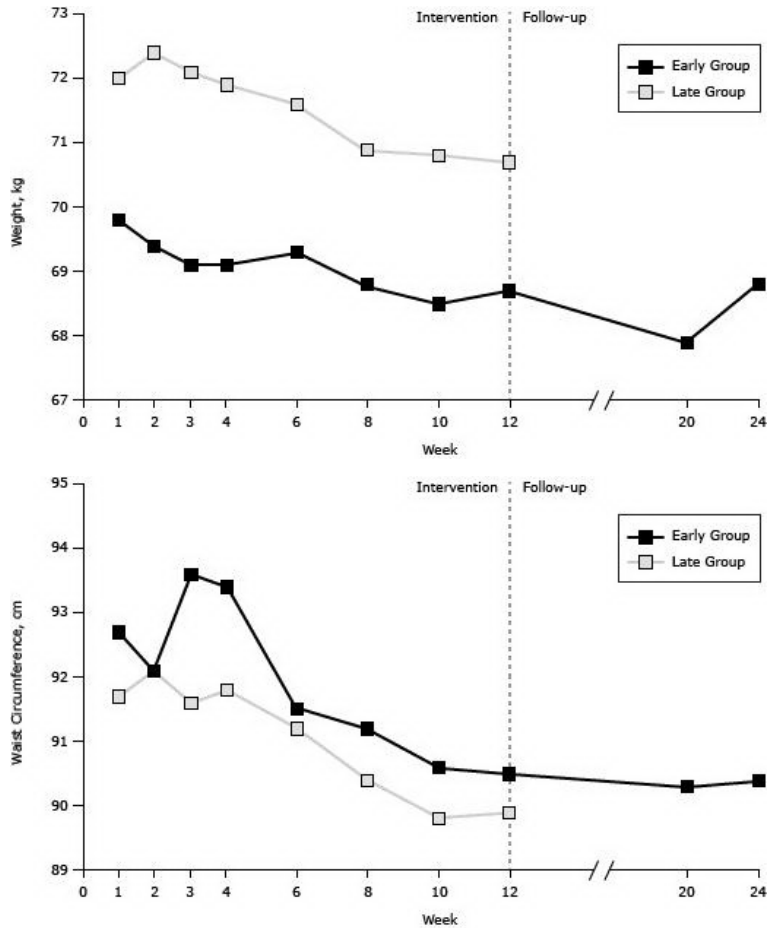 73
72
71
70
69
68
67
Weight, kg
Intervention Follow-up
Early Group
Late Group
0 1 2 3 4 6 8 10 12 20 24
Week
95
94
93
92
91
90
89
Waist Circumference, cm
Intervention Follow-up
Early Group
Late Group
0 1 2 3 4 6 8 10 12 20 24
Week